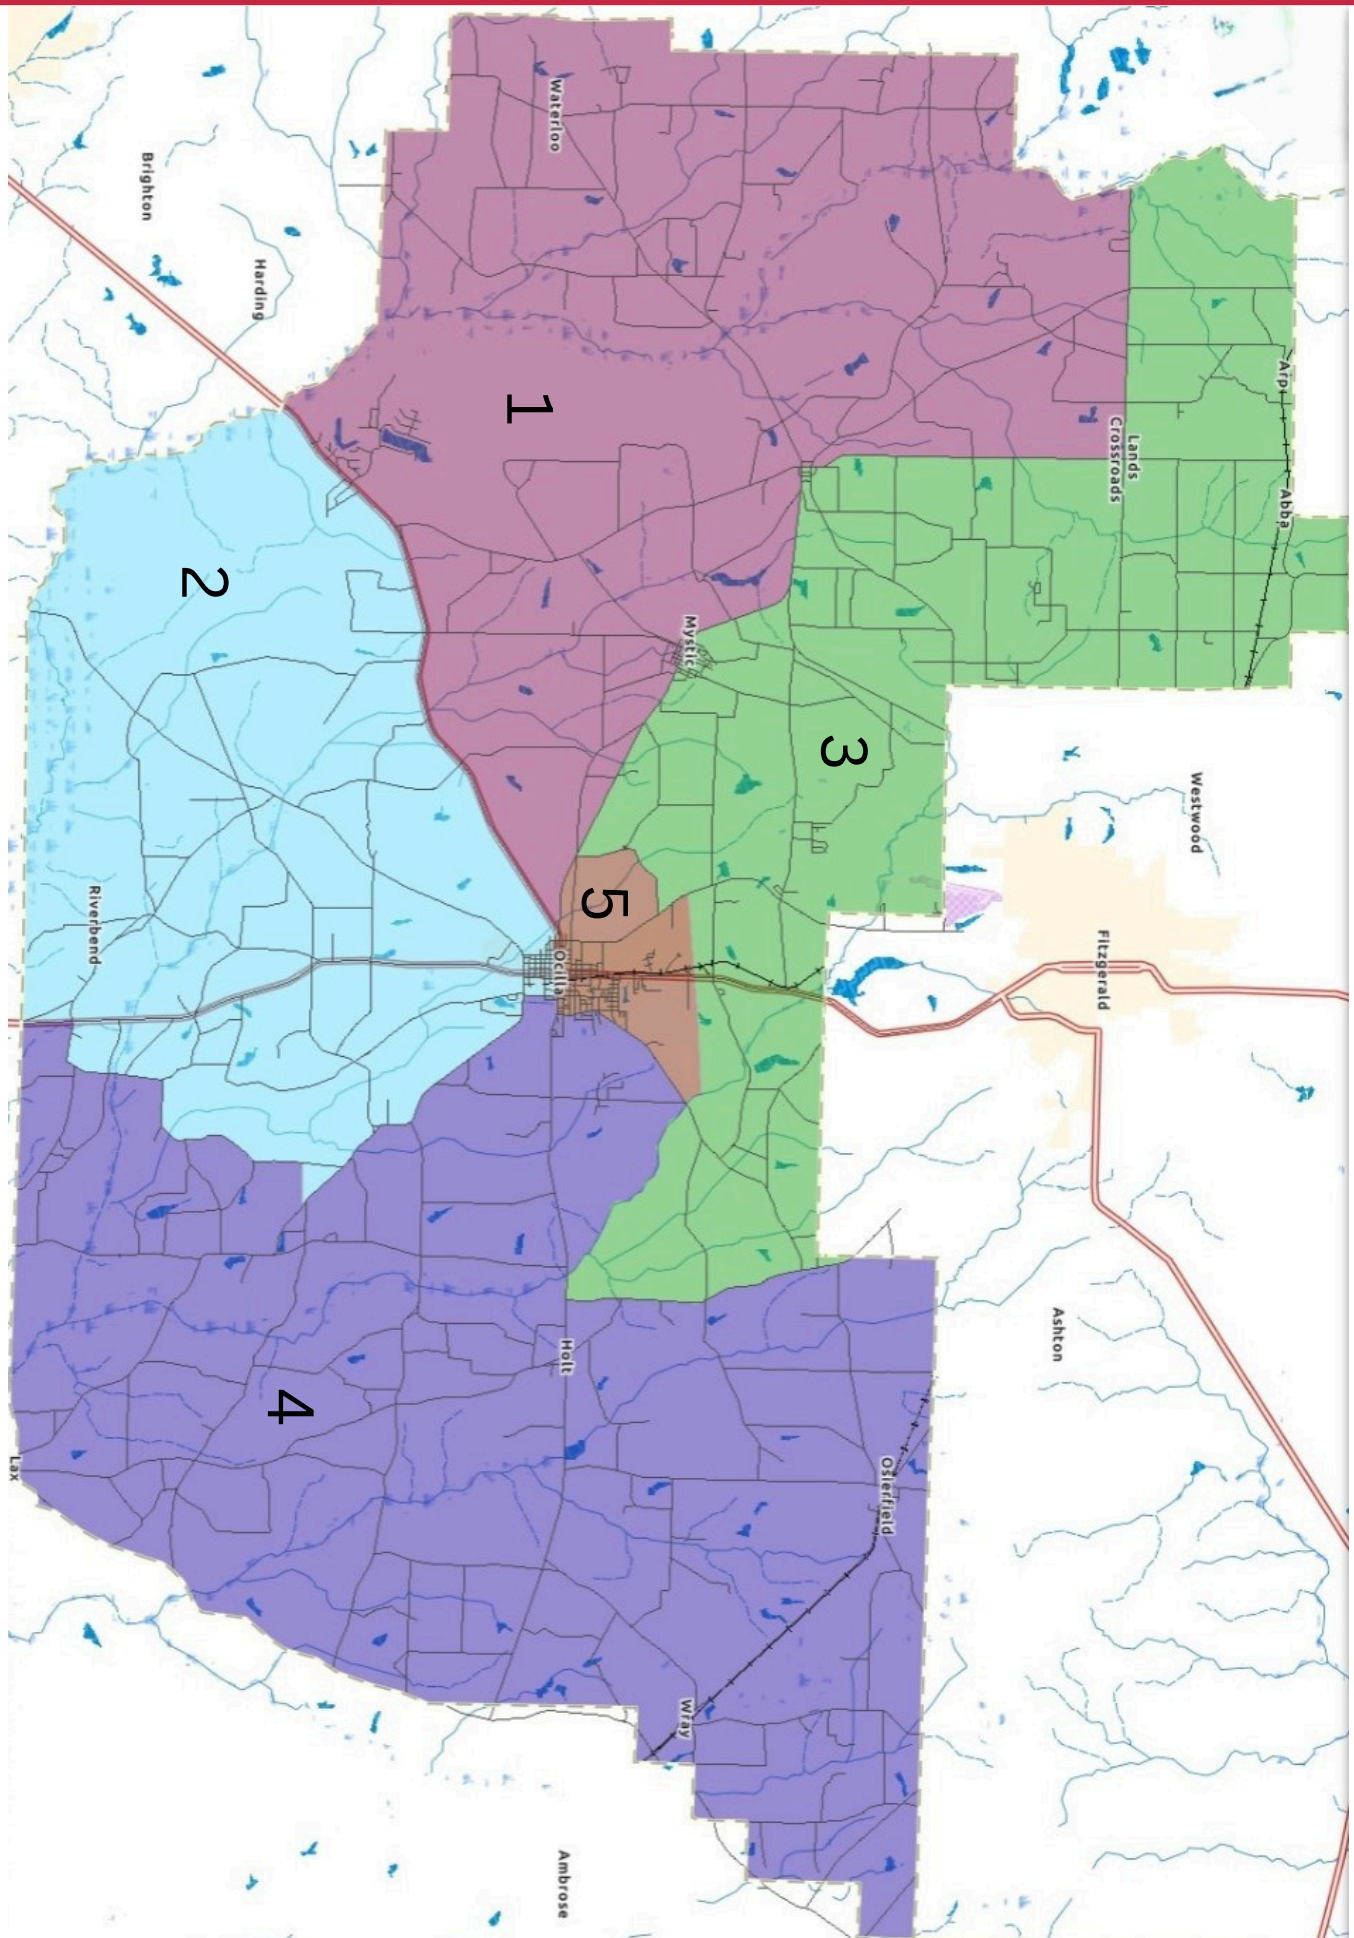 Arp
Abba
Westwood
Lands
Crossroads
Fitzgerald
Ashton
Osierfield
3
Mystic
Wray
5
Waterloo
Ocilla
Holt
Ambrose
1
4
Harding
2
Brighton
Riverbend
Lax